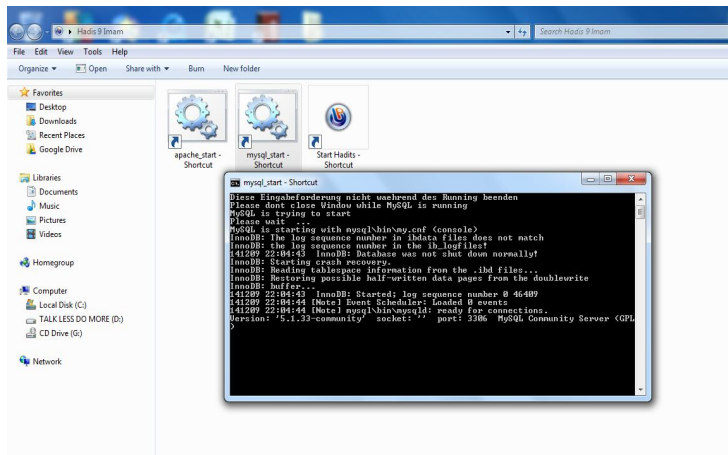 Hadis 9 Imam
Search Hadis 9 Imam
File Edit View Tools Help
Organize Open Share with Burn New folder
Favorites
Desktop
Downloads
Recent Places
Google Drive
Libraries
Documents
Music
Pictures
Videos
Homegroup
Computer
Local Disk (C:)
TALK LESS DO MORE (D:)
CD Drive (G:)
Network
apache_start -
Shortcut
mysql_start -
Shortcut
Start Hadits -
Shortcut
mysql_start - Shortcut
Diese Eingabeforderung nicht waehrend des Running beenden
Please dont close Window while MySQL is running
MySQL is trying to start
Please wait ...
MySQL is starting with mysql\bin\my.cnf (console)
InnoDB: The log sequence number in ibdata files does not match
InnoDB: the log sequence number in the ib_logfiles!
141209 22:04:43 InnoDB: Database was not shut down normally!
InnoDB: Starting crash recovery.
InnoDB: Reading tablespace information from the .ibd files...
InnoDB: Restoring possible half-written data pages from the doublewrite
InnoDB: buffer...
141209 22:04:43 InnoDB: Started; log sequence number 0 46409
141209 22:04:44 [Note] Event Scheduler: Loaded 0 events
141209 22:04:44 [Note] mysql\bin\mysqld: ready for connections.
Version: '5.1.33-community' socket: '' port: 3306 MySQL Community Server (GPL
)